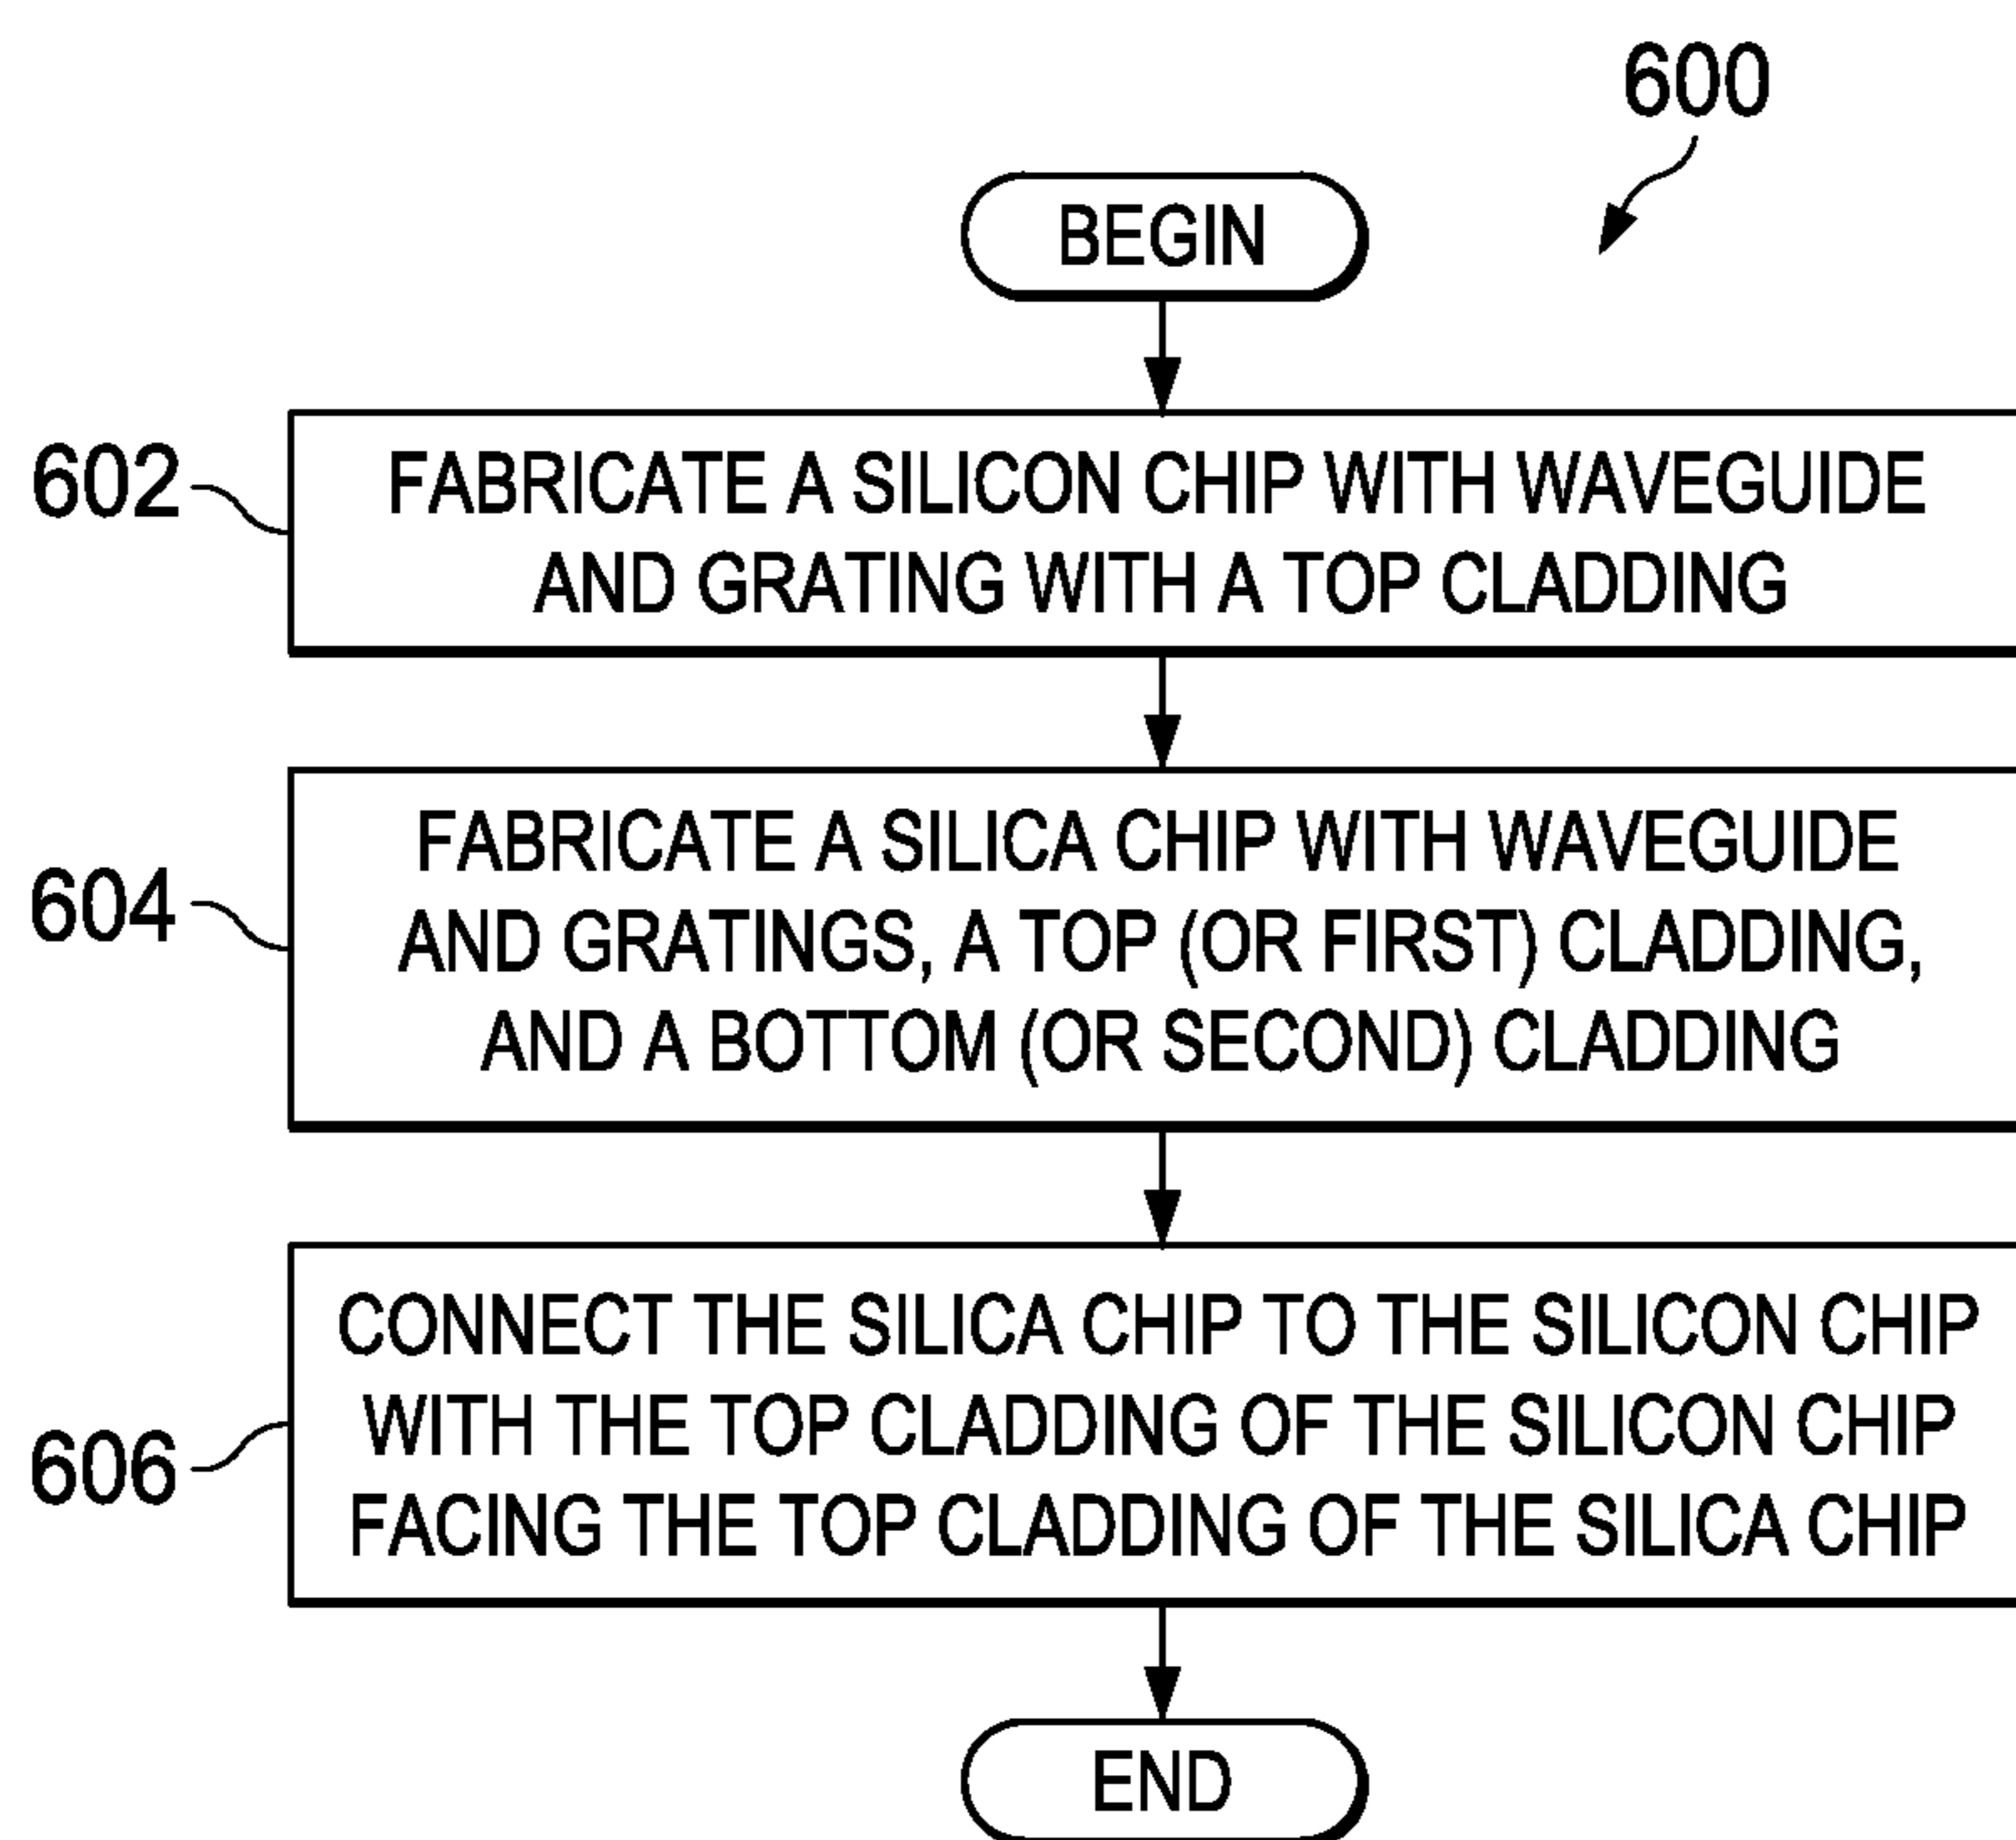 600
BEGIN
602
FABRICATE A SILICON CHIP WITH WAVEGUIDE
AND GRATING WITH A TOP CLADDING
604
FABRICATE A SILICA CHIP WITH WAVEGUIDE
AND GRATINGS, A TOP (OR FIRST) CLADDING,
AND A BOTTOM (OR SECOND) CLADDING
606
CONNECT THE SILICA CHIP TO THE SILICON CHIP
WITH THE TOP CLADDING OF THE SILICON CHIP
FACING THE TOP CLADDING OF THE SILICA CHIP
END